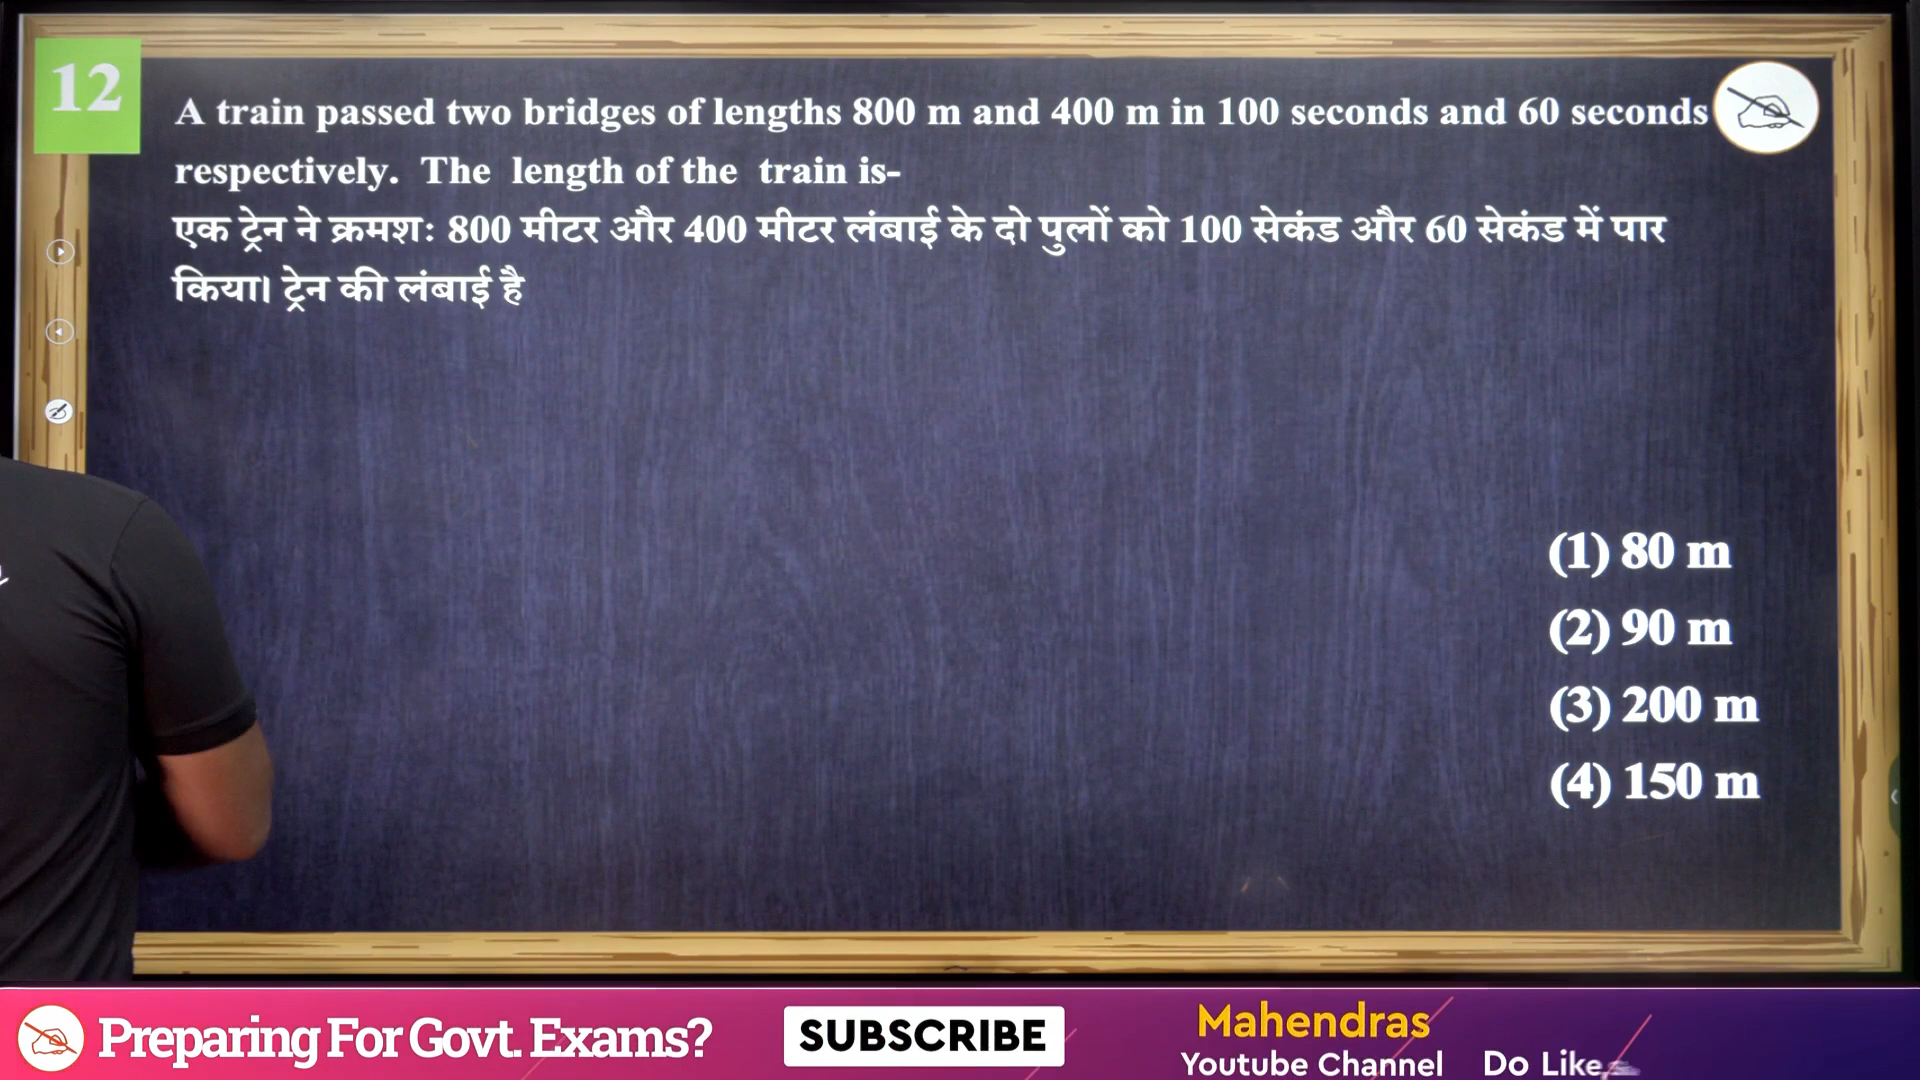 12
A train passed two bridges of lengths 800 m and 400 m in 100 seconds and 60 seconds
respectively. The length of the train is-
एक ट्रेन ने क्रमशः 800 मीटर और 400 मीटर लंबाई के दो पुलों को 100 सेकंड और 60 सेकंड में पार
किया। ट्रेन की लंबाई है
(1) 80 m
(2) 90 m
(3) 200 m
(4) 150 m
Preparing For Govt. Exams?
SUBSCRIBE
Mahendras
Youtube Channel
Do Like,